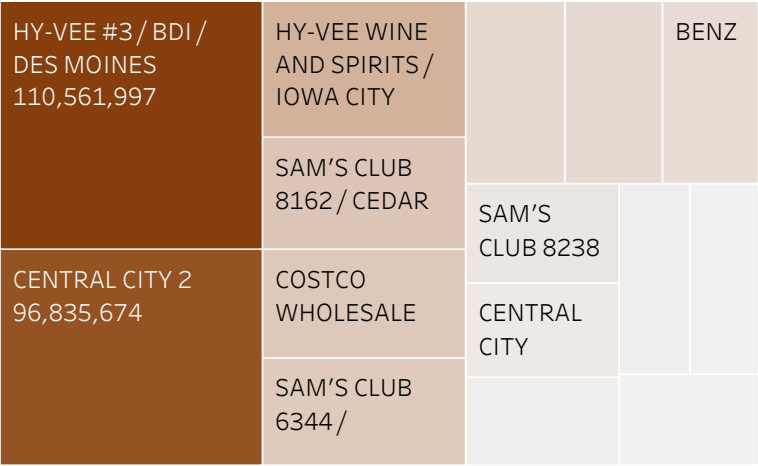 HY-VEE #3 / BDI /
DES MOINES
110,561,997
CENTRAL CITY 2
96,835,674
HY-VEE WINE
AND SPIRITS /
IOWA CITY
SAM'S CLUB
8162 / CEDAR
COSTCO
WHOLESALE
SAM'S CLUB
6344 /
BENZ
SAM'S
CLUB 8238
CENTRAL
CITY